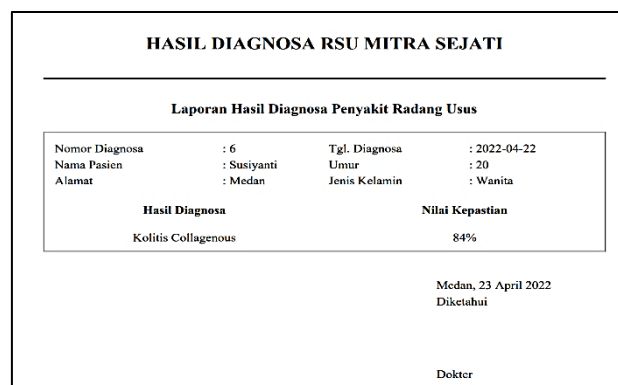 HASIL DIAGNOSA RSU MITRA SEJATI
Laporan Hasil Diagnosa Penyakit Radang Usus
Nomor Diagnosa : 6 Tgl. Diagnosa : 2022-04-22
Nama Pasien : Susiyanti Umur : 20
Alamat : Medan Jenis Kelamin : Wanita
Hasil Diagnosa Nilai Kepastian
Kolitis Collagenous 84%
Medan, 23 April 2022
Diketahui
Dokter